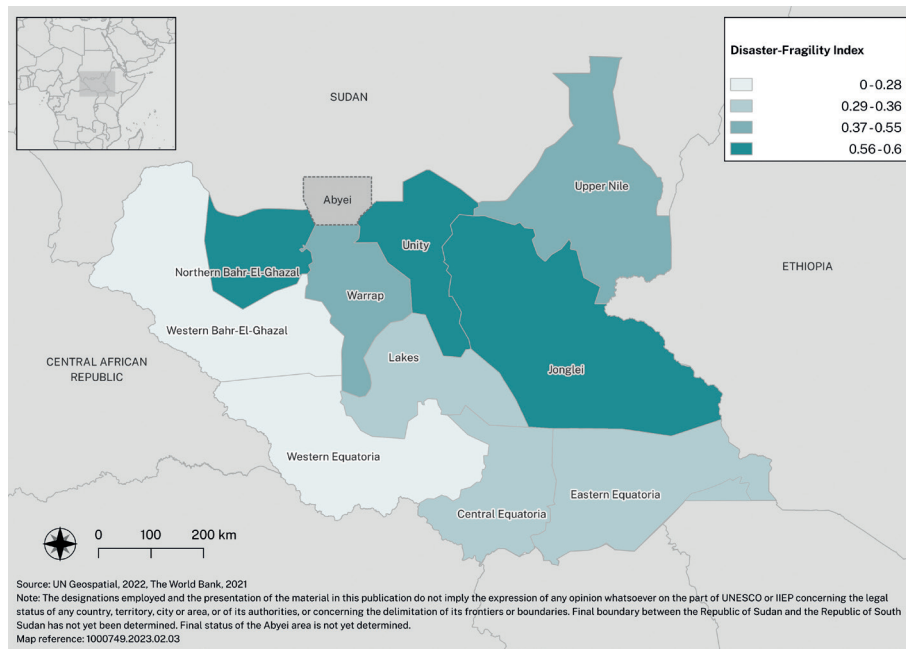 Disaster-Fragility Index
0 - 0.28
0.29 - 0.36
0.37 - 0.55
0.56 - 0.6
SUDAN
Upper Nile
Abyei
Unity
ETHIOPIA
Northern Bahr-El-Ghazal
Warrap
Western Bahr-El-Ghazal
CENTRAL AFRICAN
REPUBLIC
Lakes
Jonglei
Western Equatoria
Eastern Equatoria
Central Equatoria
0 100 200 km
Source: UN Geospatial, 2022, The World Bank, 2021
Note: The designations employed and the presentation of the material in this publication do not imply the expression of any opinion whatsoever on the part of UNESCO or IIEP concerning the legal
status of any country, territory, city or area, or of its authorities, or concerning the delimitation of its frontiers or boundaries. Final boundary between the Republic of Sudan and the Republic of South
Sudan has not yet been determined. Final status of the Abyei area is not yet determined.
Map reference: 1000749.2023.02.03